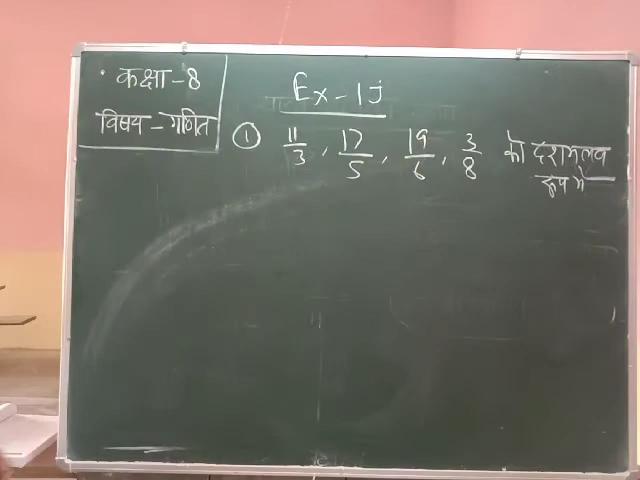 • कक्षा - 8
विषय - गणित
Ex - 1J
① 11/3, 17/5, 19/6, 3/8 को दशमलव
रूप में —